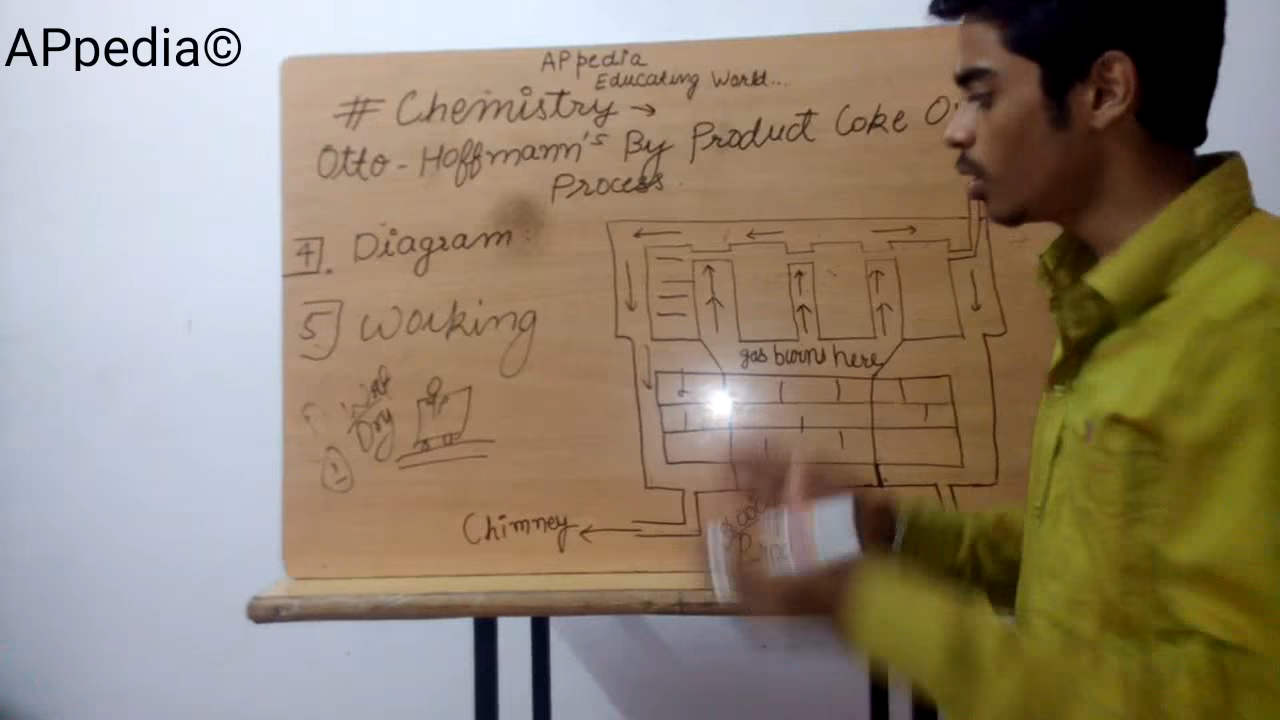 APpedia©
APpedia
Educating World...
# Chemistry →
Otto-Hoffmann's By Product Coke
Process
4. Diagram
5] Working
gas burns here
Dry
Chimney ←